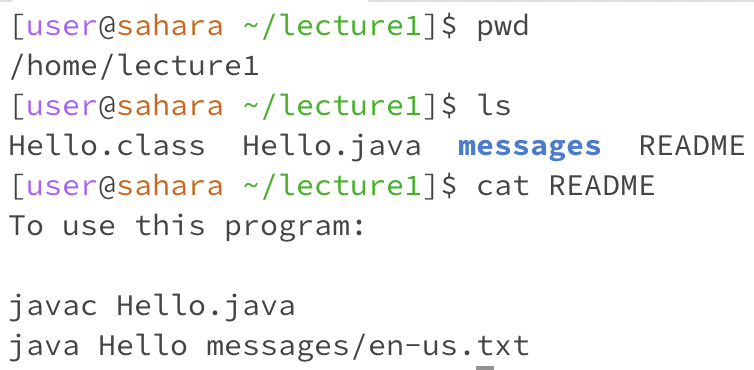 [user@sahara ~/lecture1]$ pwd
/home/lecture1
[user@sahara ~/lecture1]$ ls
Hello.class  Hello.java  messages  README
[user@sahara ~/lecture1]$ cat README
To use this program:

javac Hello.java
java Hello messages/en-us.txt